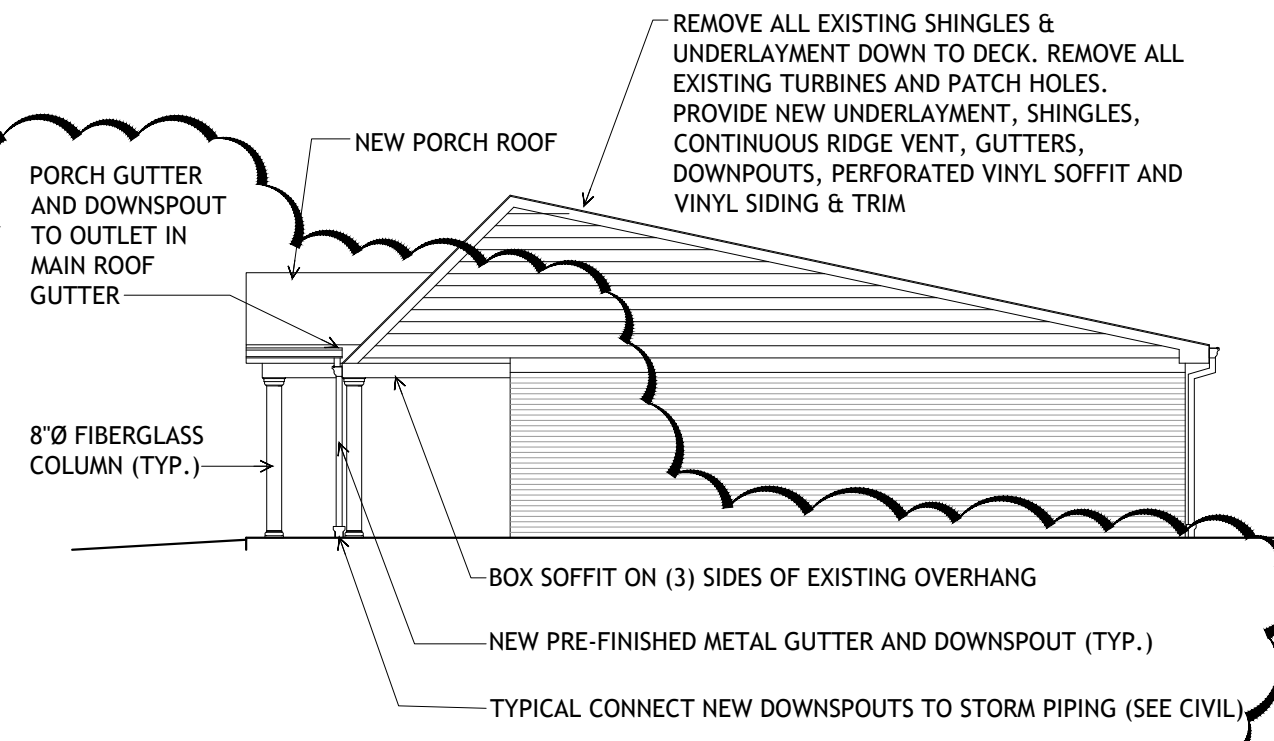 REMOVE ALL EXISTING SHINGLES &
UNDERLAYMENT DOWN TO DECK. REMOVE ALL
EXISTING TURBINES AND PATCH HOLES.
PROVIDE NEW UNDERLAYMENT, SHINGLES,
CONTINUOUS RIDGE VENT, GUTTERS,
DOWNPOUTS, PERFORATED VINYL SOFFIT AND
VINYL SIDING & TRIM
NEW PORCH ROOF
PORCH GUTTER
AND DOWNSPOUT
TO OUTLET IN
MAIN ROOF
GUTTER
8"Ø FIBERGLASS
COLUMN (TYP.)
BOX SOFFIT ON (3) SIDES OF EXISTING OVERHANG
NEW PRE-FINISHED METAL GUTTER AND DOWNSPOUT (TYP.)
TYPICAL CONNECT NEW DOWNSPOUTS TO STORM PIPING (SEE CIVIL)